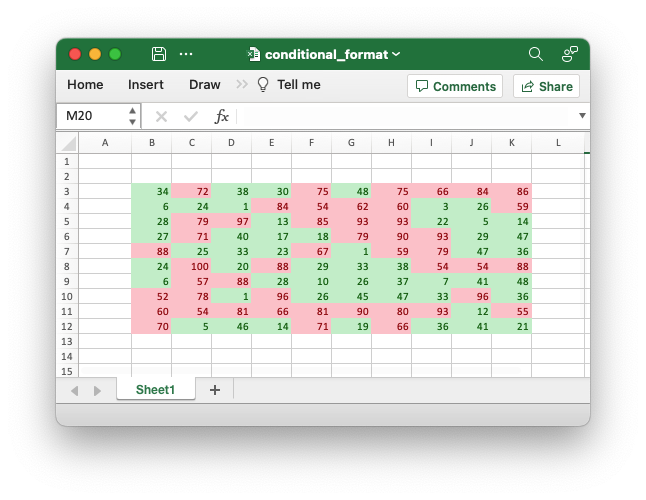 conditional_format
Home Insert Draw Tell me Comments Share
M20 fx
A B C D E F G H I J K L
1
2
3 34 72 38 30 75 48 75 66 84 86
4 6 24 1 84 54 62 60 3 26 59
5 28 79 97 13 85 93 93 22 5 14
6 27 71 40 17 18 79 90 93 29 47
7 88 25 33 23 67 1 59 79 47 36
8 24 100 20 88 29 33 38 54 54 88
9 6 57 88 28 10 26 37 7 41 48
10 52 78 1 96 26 45 47 33 96 36
11 60 54 81 66 81 90 80 93 12 55
12 70 5 46 14 71 19 66 36 41 21
13
14
15
Sheet1 +